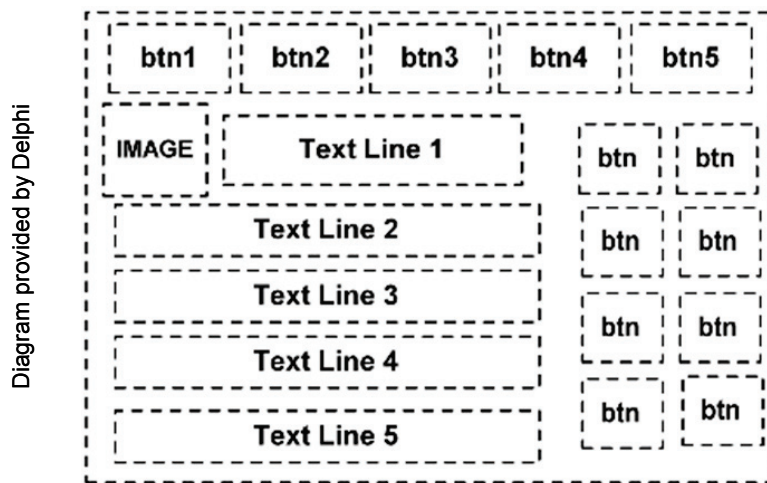 Diagram provided by Delphi
btn1 btn2 btn3 btn4 btn5
IMAGE Text Line 1
btn btn
Text Line 2
btn btn
Text Line 3
btn btn
Text Line 4
btn btn
Text Line 5